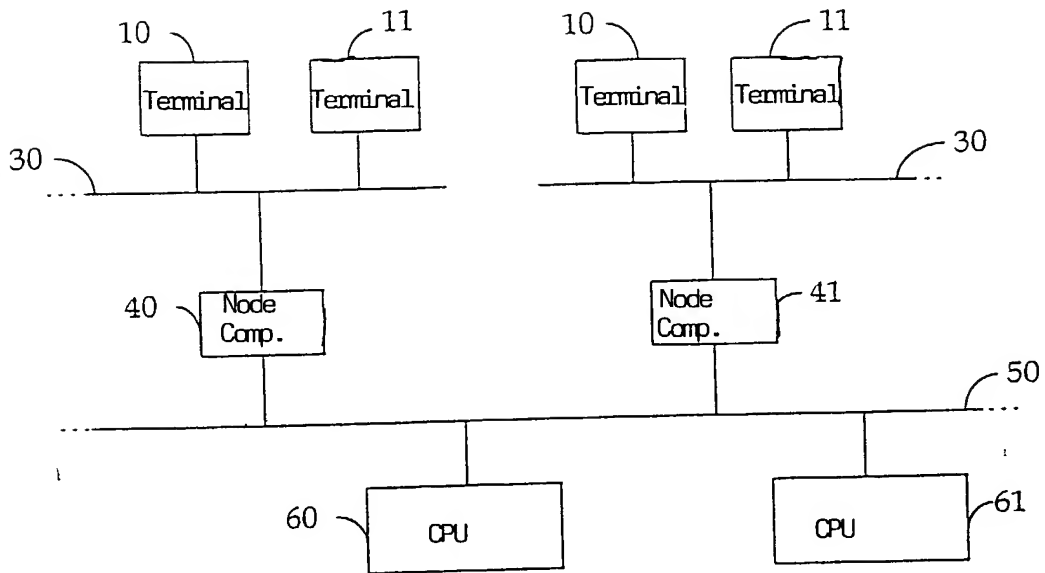 10
11
10
11
Terminal
Terminal
Terminal
Terminal
30
30
40
Node
Comp.
Node
Comp.
41
50
60
CPU
CPU
61